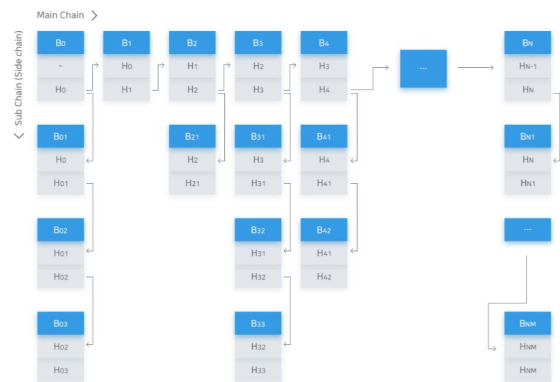 Main Chain
Sub Chain (Side chain)
B0 B1 B2 B3 B4 ... BN
- H0 H1 H2 H3 HN-1
H0 H1 H2 H3 H4 HN
B01 B21 B31 B41 BN1
H0 H2 H3 H4 HN
H01 H21 H31 H41 HN1
B02 B32 B42 ...
H01 H31 H41
H02 H32 H42
B03 B33 BNM
H02 H32 HNM
H03 H33 HNM